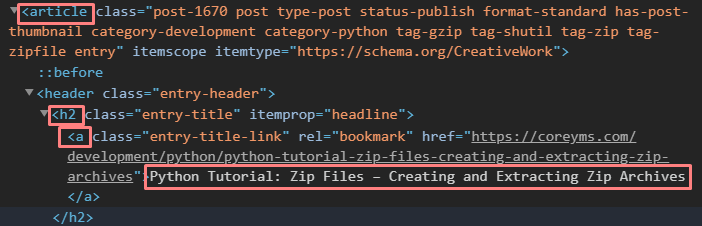 <article class="post-1670 post type-post status-publish format-standard has-post-
thumbnail category-development category-python tag-gzip tag-shutil tag-zip tag-
zipfile entry" itemscope itemtype="https://schema.org/CreativeWork">
::before
<header class="entry-header">
<h2 class="entry-title" itemprop="headline">
<a class="entry-title-link" rel="bookmark" href="https://coreyms.com/
development/python/python-tutorial-zip-files-creating-and-extracting-zip-
archives">Python Tutorial: Zip Files – Creating and Extracting Zip Archives
</a>
</h2>